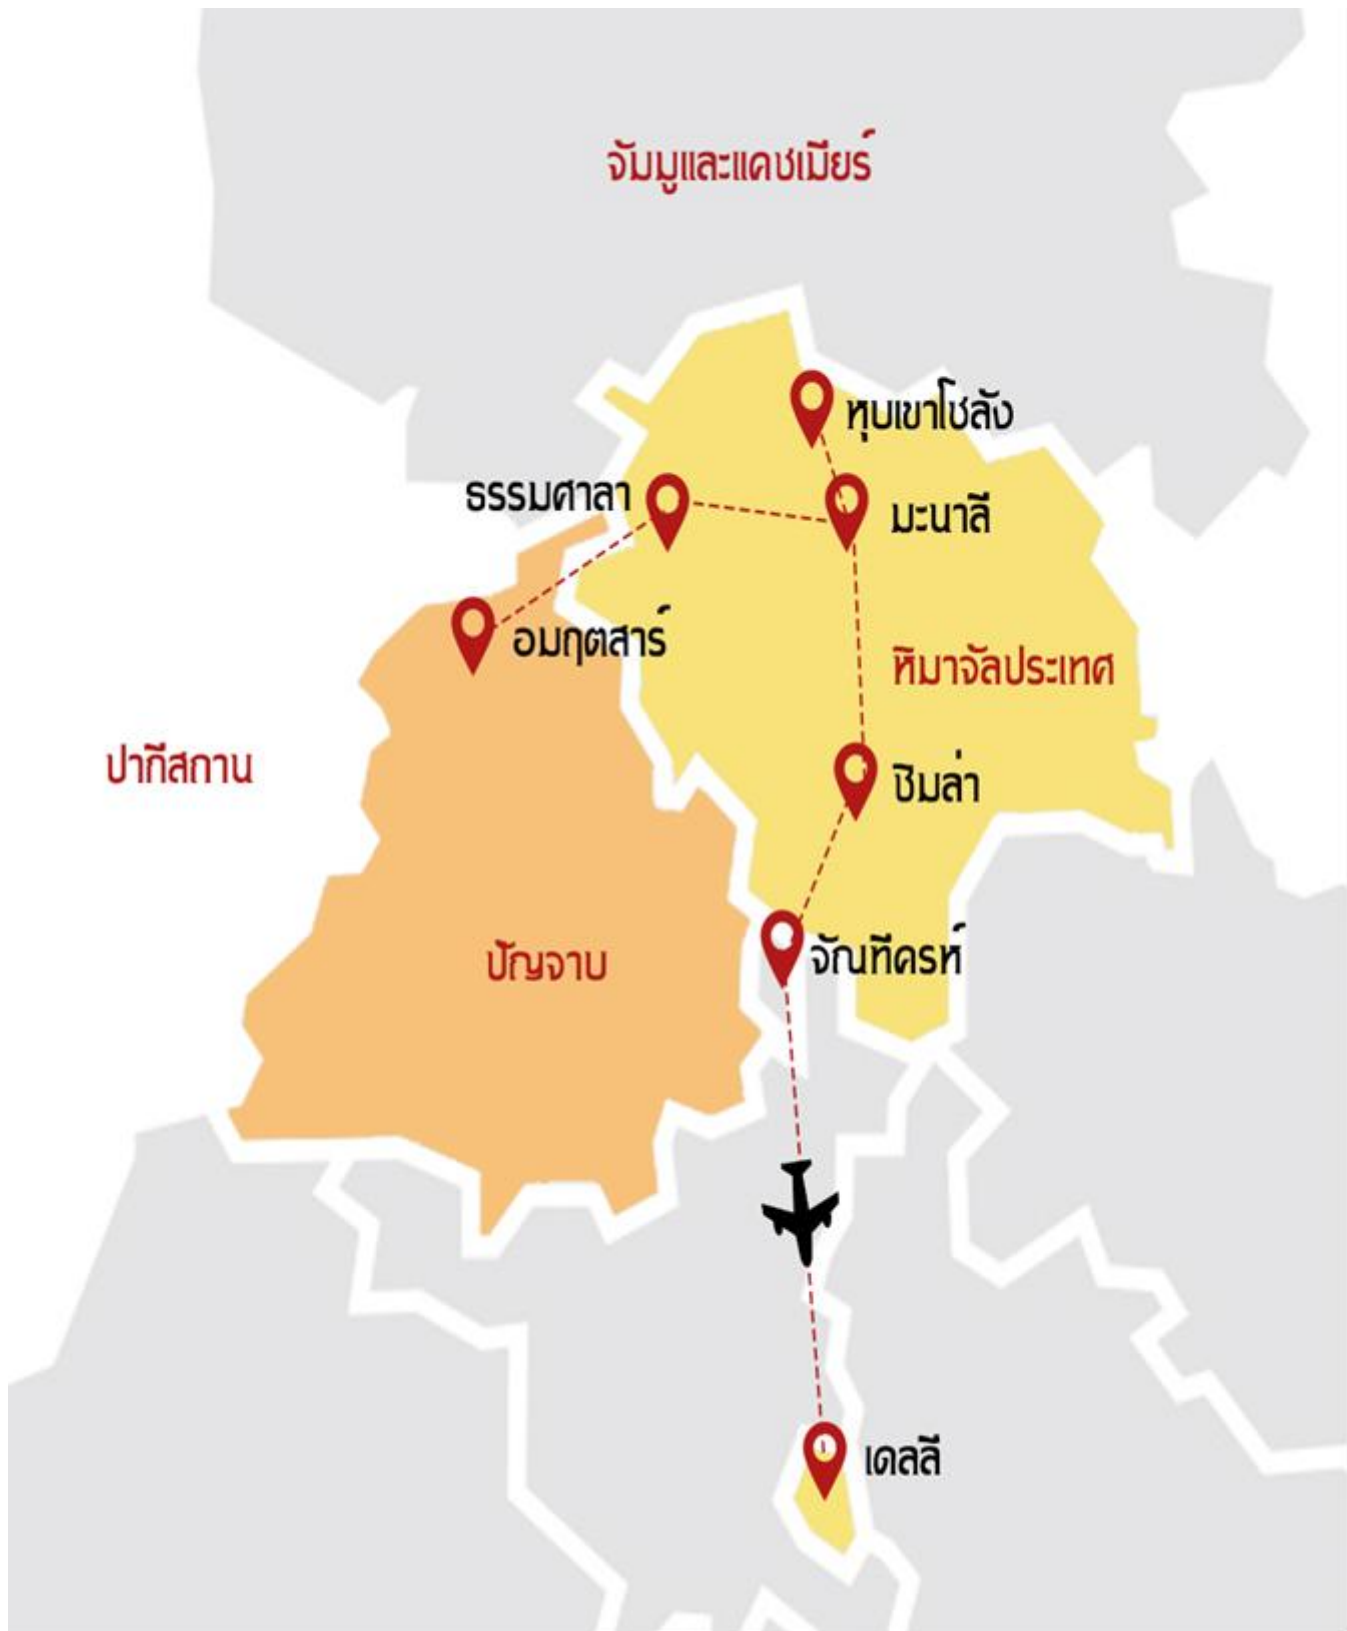 จัมมูและแคชเมียร์
หุบเขาโซลัง
ธรรมศาลา
มะนาลี
อมฤตสาร์
หิมาจัลประเทศ
ปากีสถาน
ชิมล่า
ปัญจาบ
จัณฑีครห์
เดลลี